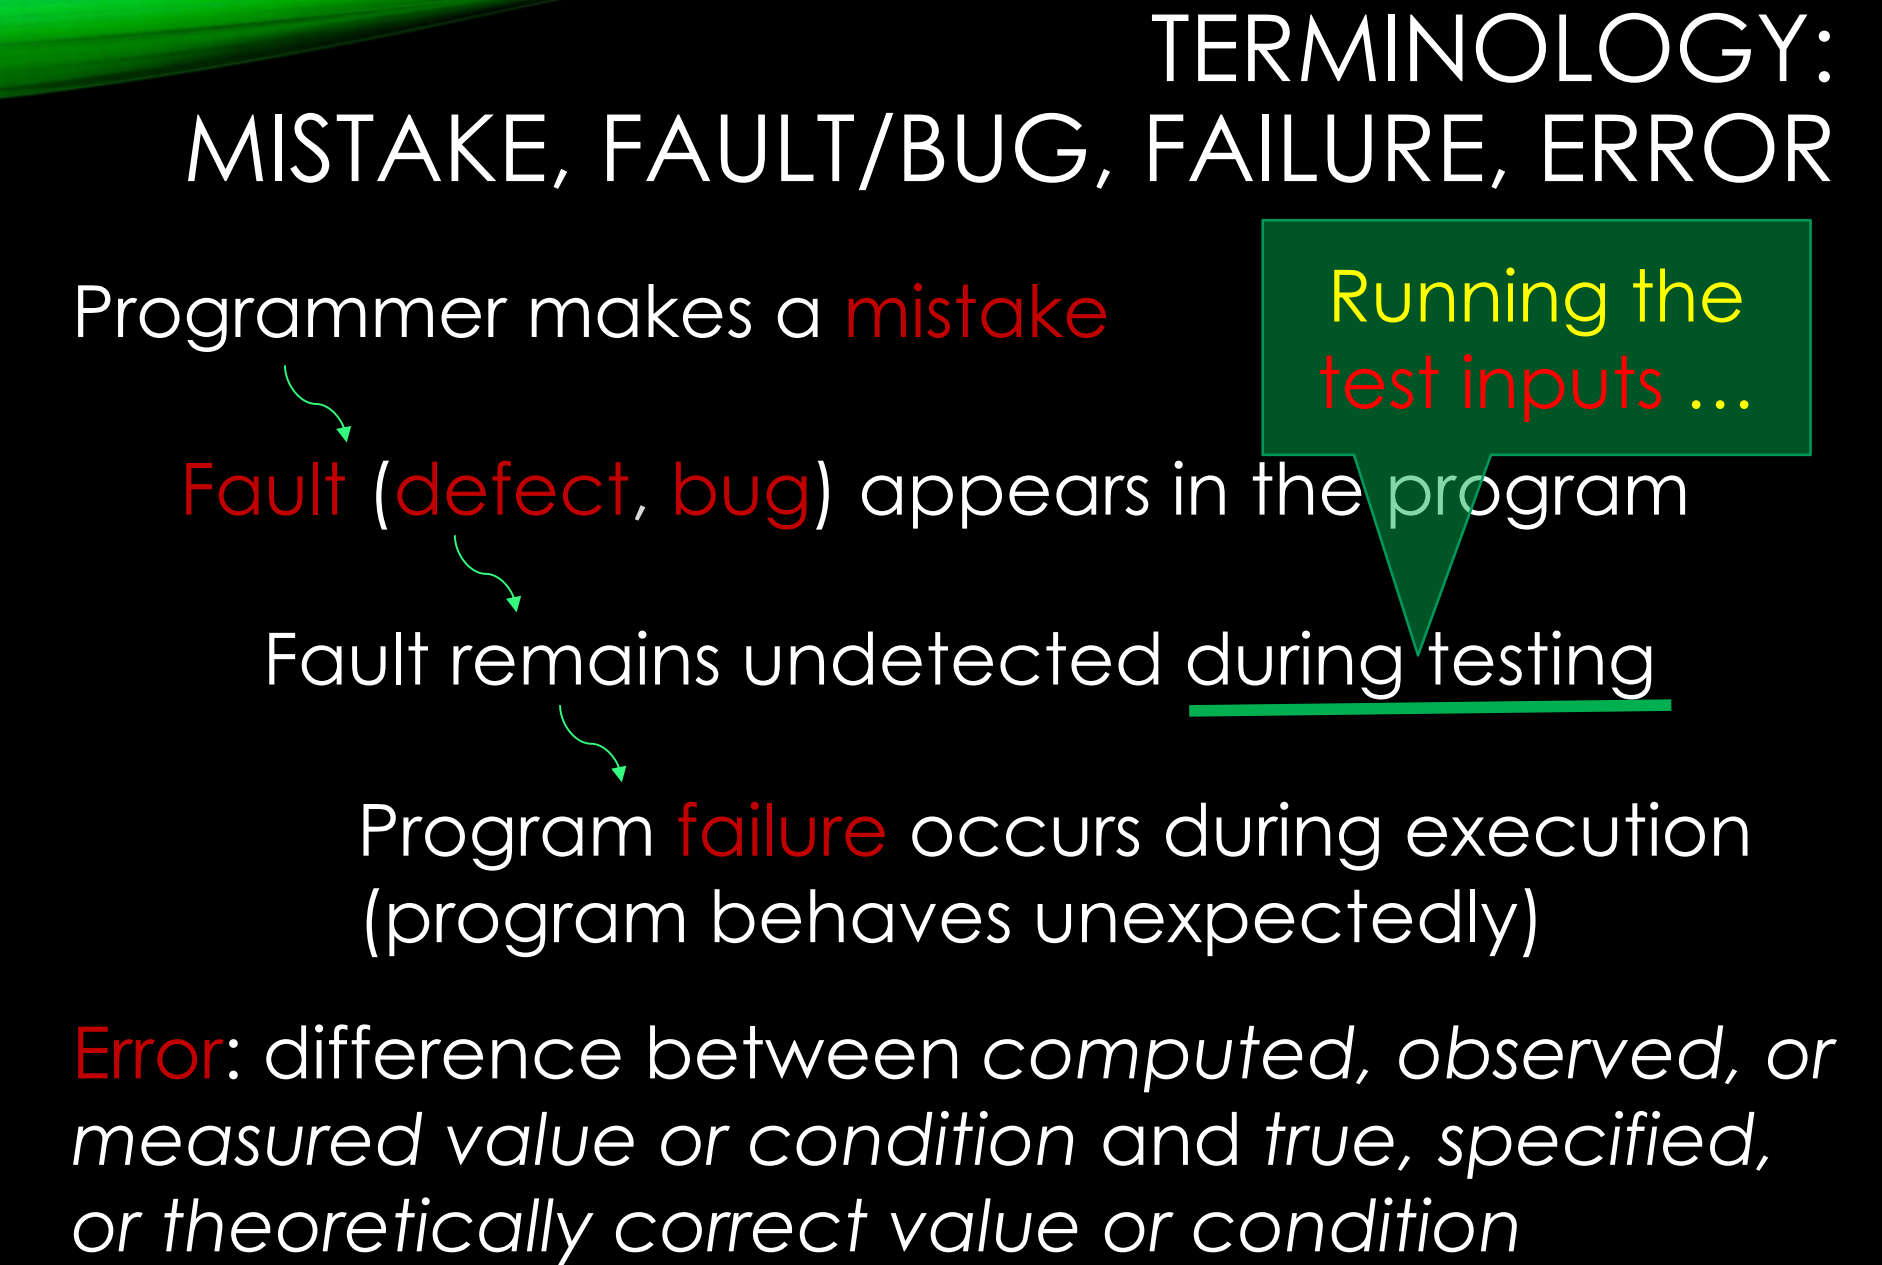 TERMINOLOGY:
MISTAKE, FAULT/BUG, FAILURE, ERROR
Programmer makes a mistake
Running the
test inputs ...
Fault (defect, bug) appears in the program
Fault remains undetected during testing
Program failure occurs during execution
(program behaves unexpectedly)
Error: difference between computed, observed, or
measured value or condition and true, specified,
or theoretically correct value or condition